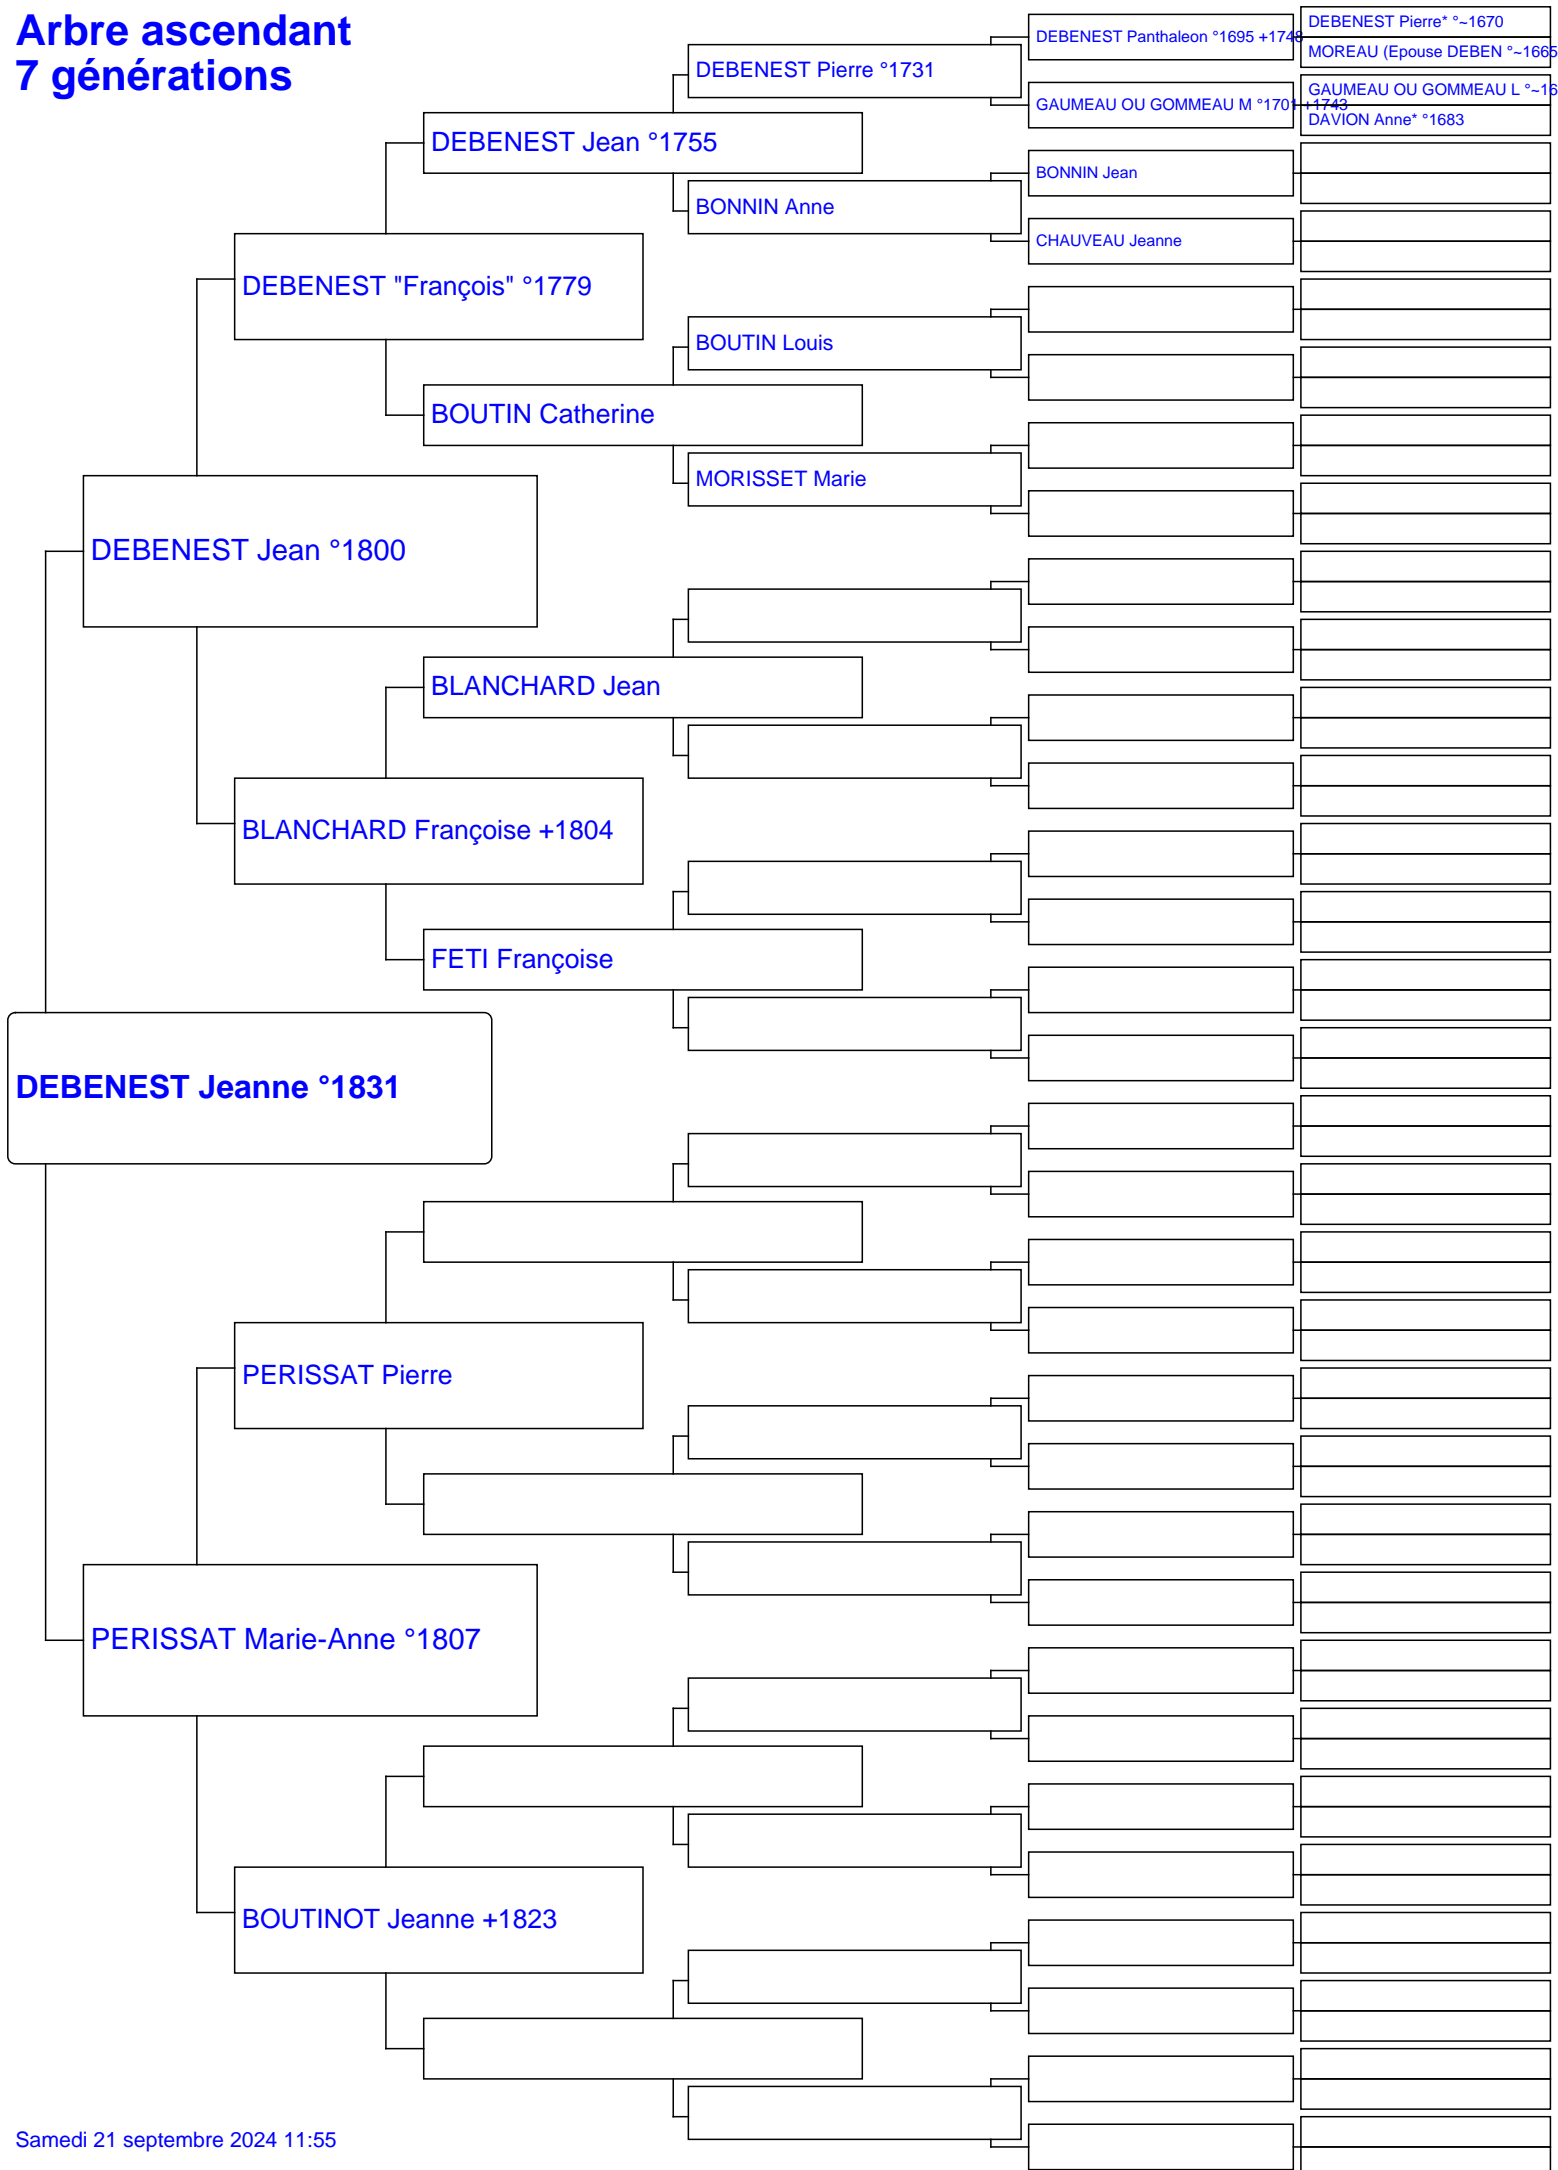 Arbre ascendant
7 générations
DEBENEST Pierre* °~1670
DEBENEST Panthaleon °1695 +1748
MOREAU (Epouse DEBEN °~1665
DEBENEST Pierre °1731
GAUMEAU OU GOMMEAU L °~16
GAUMEAU OU GOMMEAU M °1701 +1743
DAVION Anne* °1683
DEBENEST Jean °1755
BONNIN Jean
BONNIN Anne
CHAUVEAU Jeanne
DEBENEST "François" °1779
BOUTIN Louis
BOUTIN Catherine
MORISSET Marie
DEBENEST Jean °1800
BLANCHARD Jean
BLANCHARD Françoise +1804
FETI Françoise
DEBENEST Jeanne °1831
PERISSAT Pierre
PERISSAT Marie-Anne °1807
BOUTINOT Jeanne +1823
Samedi 21 septembre 2024 11:55